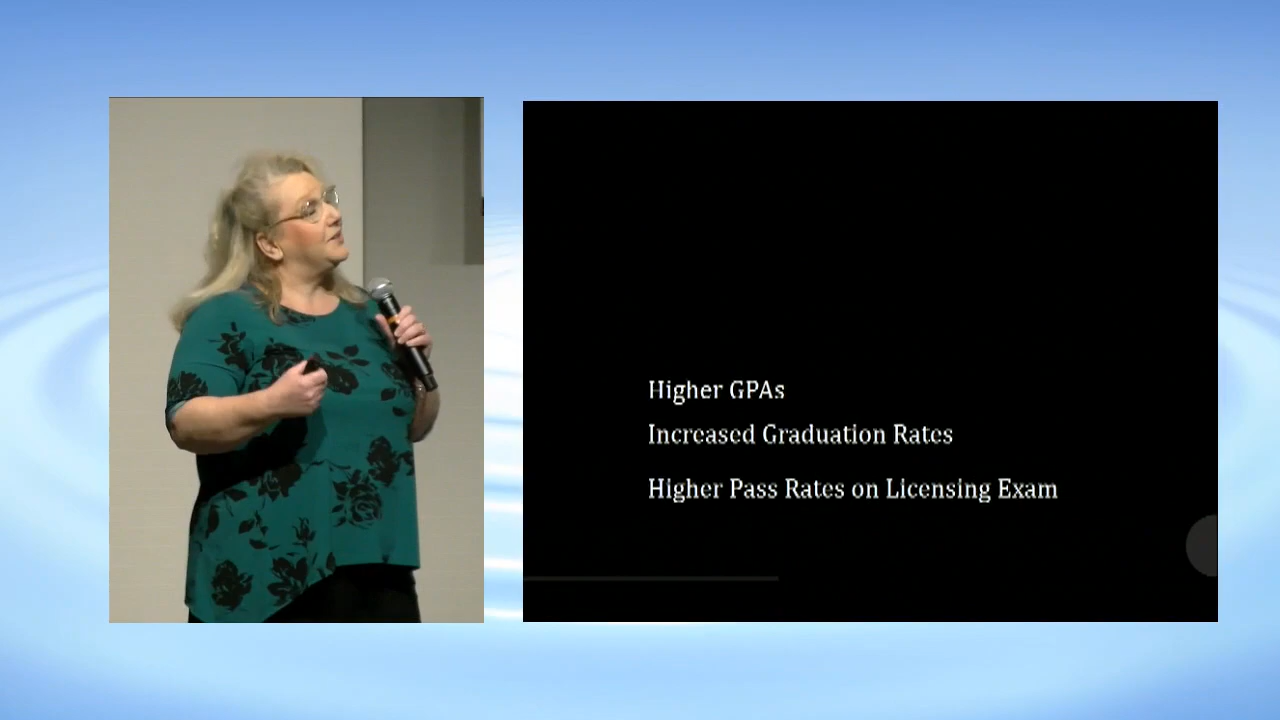 Higher GPAs
Increased Graduation Rates
Higher Pass Rates on Licensing Exam